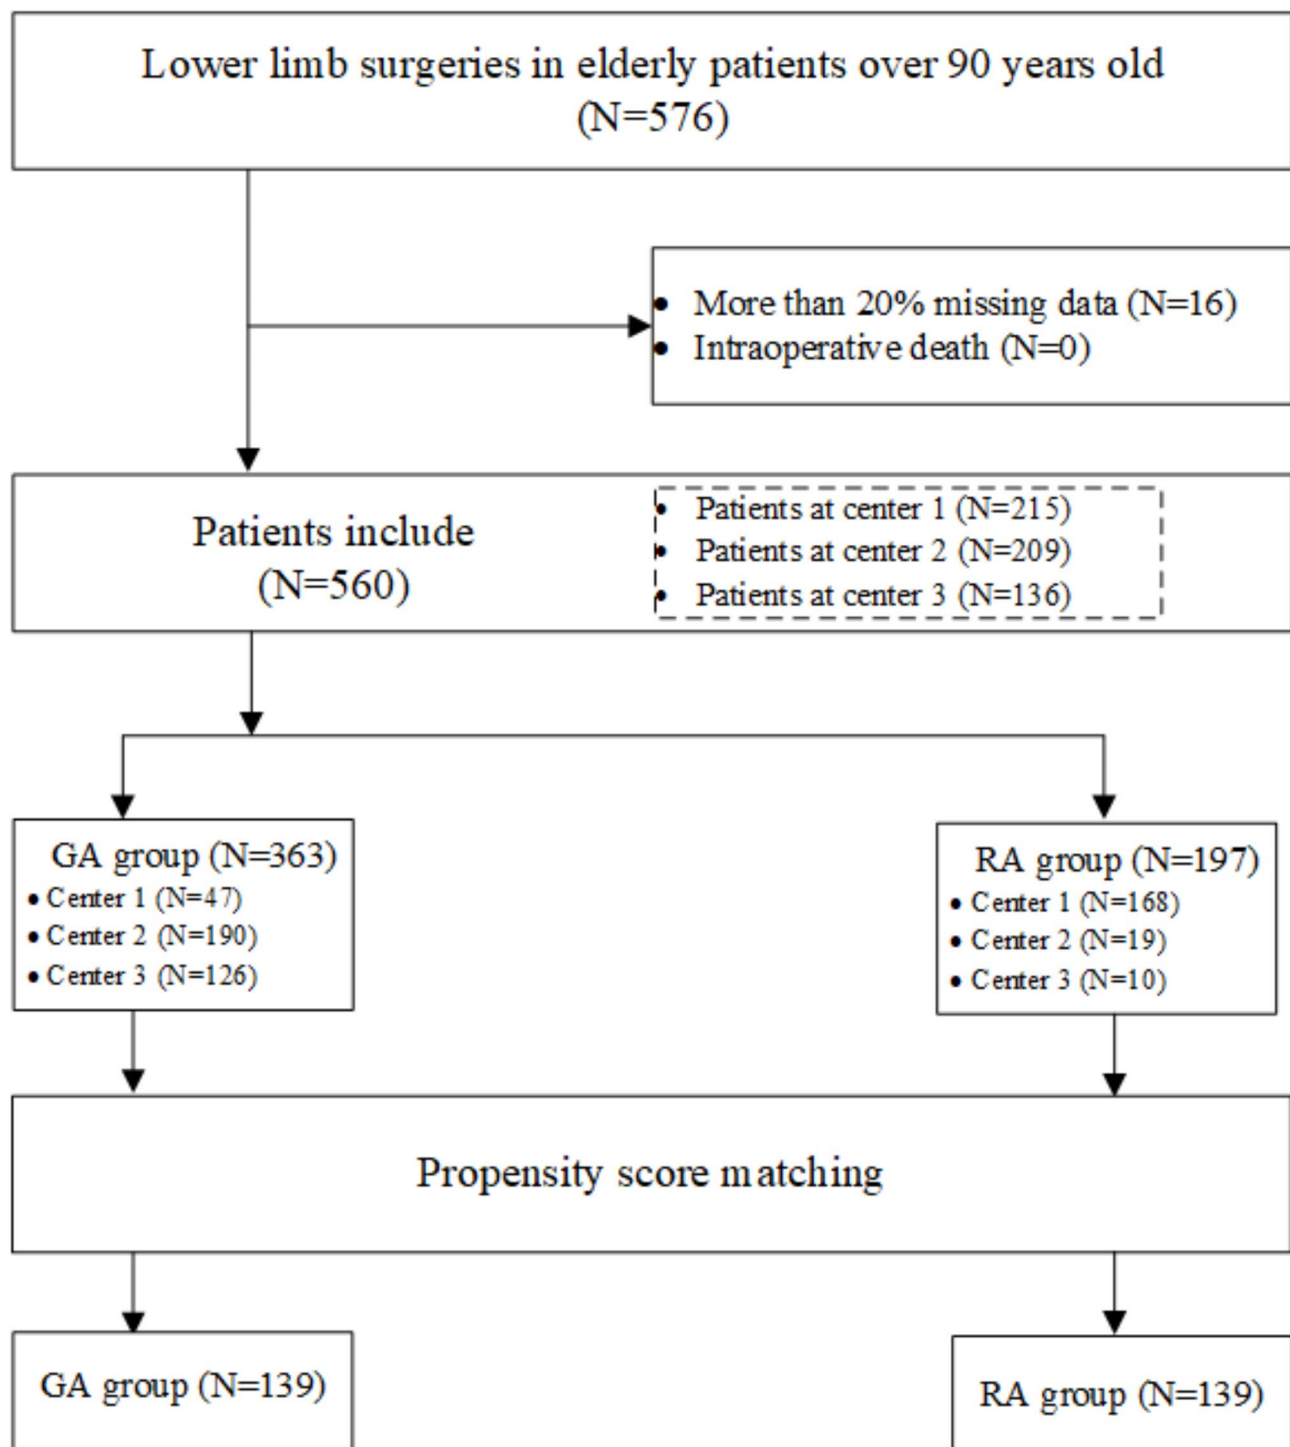 Lower limb surgeries in elderly patients over 90 years old
(N=576)
• More than 20% missing data (N=16)
• Intraoperative death (N=0)
Patients include
(N=560)
• Patients at center 1 (N=215)
• Patients at center 2 (N=209)
• Patients at center 3 (N=136)
GA group (N=363)
• Center 1 (N=47)
• Center 2 (N=190)
• Center 3 (N=126)
RA group (N=197)
• Center 1 (N=168)
• Center 2 (N=19)
• Center 3 (N=10)
Propensity score matching
GA group (N=139)
RA group (N=139)